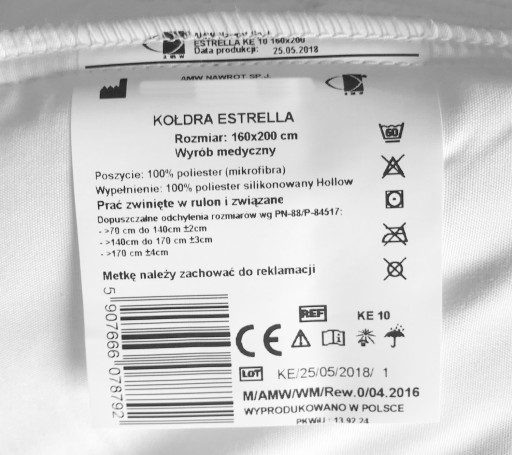 ESTRELLA KE 10 160x200
Data produkcji: 25.05.2018
AMW
AMW NAWROT SP.J.
AMW
KOŁDRA ESTRELLA
Rozmiar: 160x200 cm
Wyrób medyczny
60
Poszycie: 100% poliester (mikrofibra)
Wypełnienie: 100% poliester silikonowany Hollow
Prać zwinięte w rulon i związane
Dopuszczalne odchylenia rozmiarów wg PN-88/P-84517:
- >70 cm do 140cm ±2cm
- >140cm do 170 cm ±3cm
- >170 cm ±4cm
Metkę należy zachować do reklamacji
5 907666 078792
REF KE 10
CE
LOT KE/25/05/2018/ 1
M/AMW/WM/Rew.0/04.2016
WYPRODUKOWANO W POLSCE
PKWiU: 13.92.24